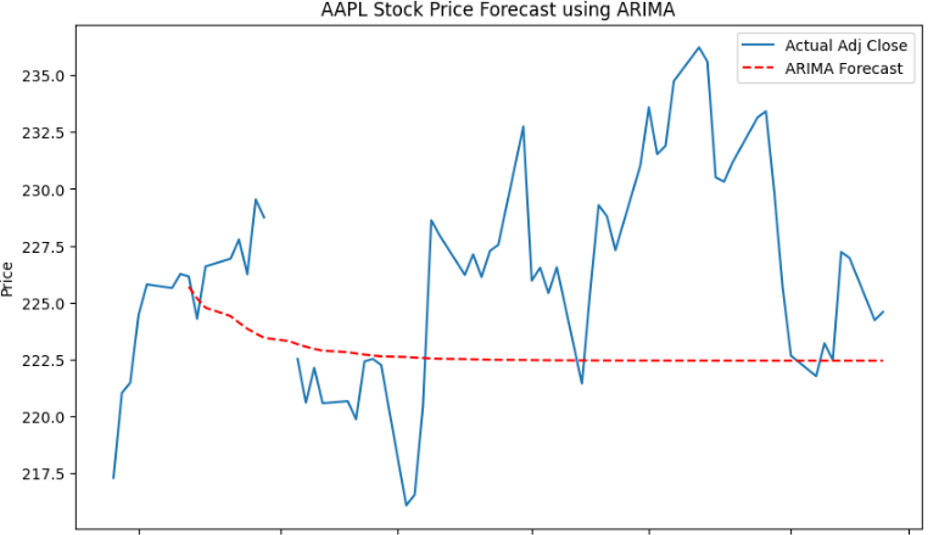 AAPL Stock Price Forecast using ARIMA
Actual Adj Close
ARIMA Forecast
235.0
232.5
230.0
227.5
225.0
222.5
220.0
217.5
Price